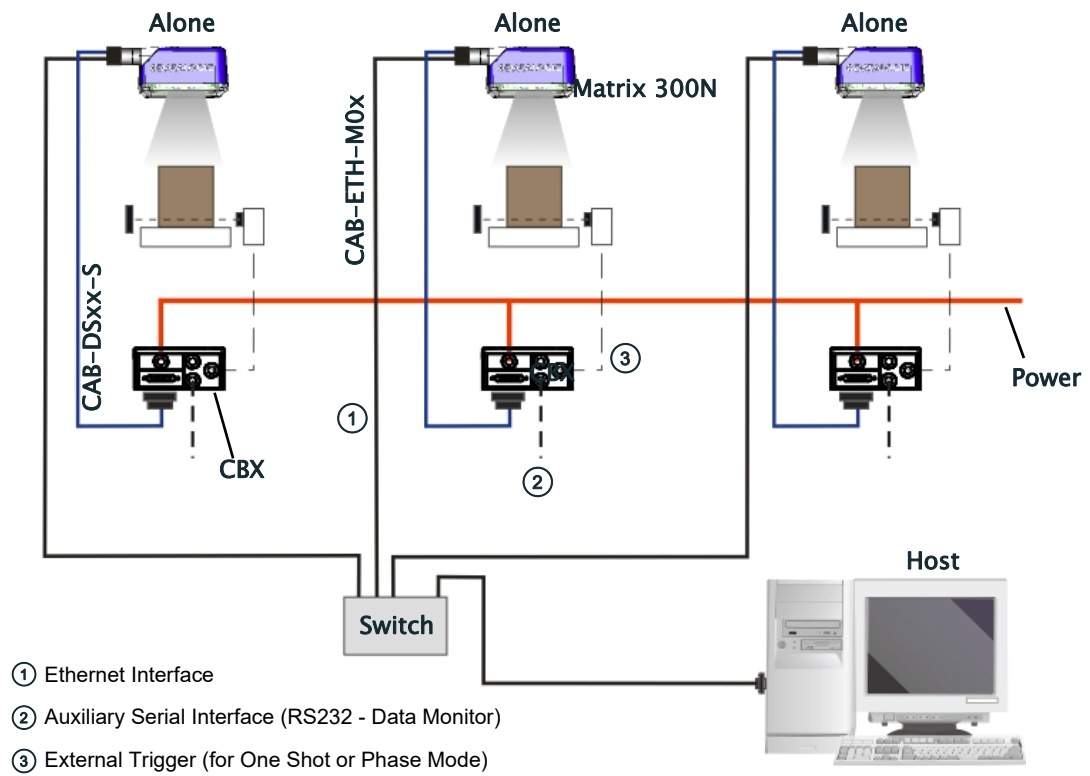 Alone
Alone
Alone
Matrix 300N
CAB-ETH-M0x
CAB-DSxx-S
3
CBX
Power
1
CBX
2
Host
Switch
1 Ethernet Interface
2 Auxiliary Serial Interface (RS232 - Data Monitor)
3 External Trigger (for One Shot or Phase Mode)